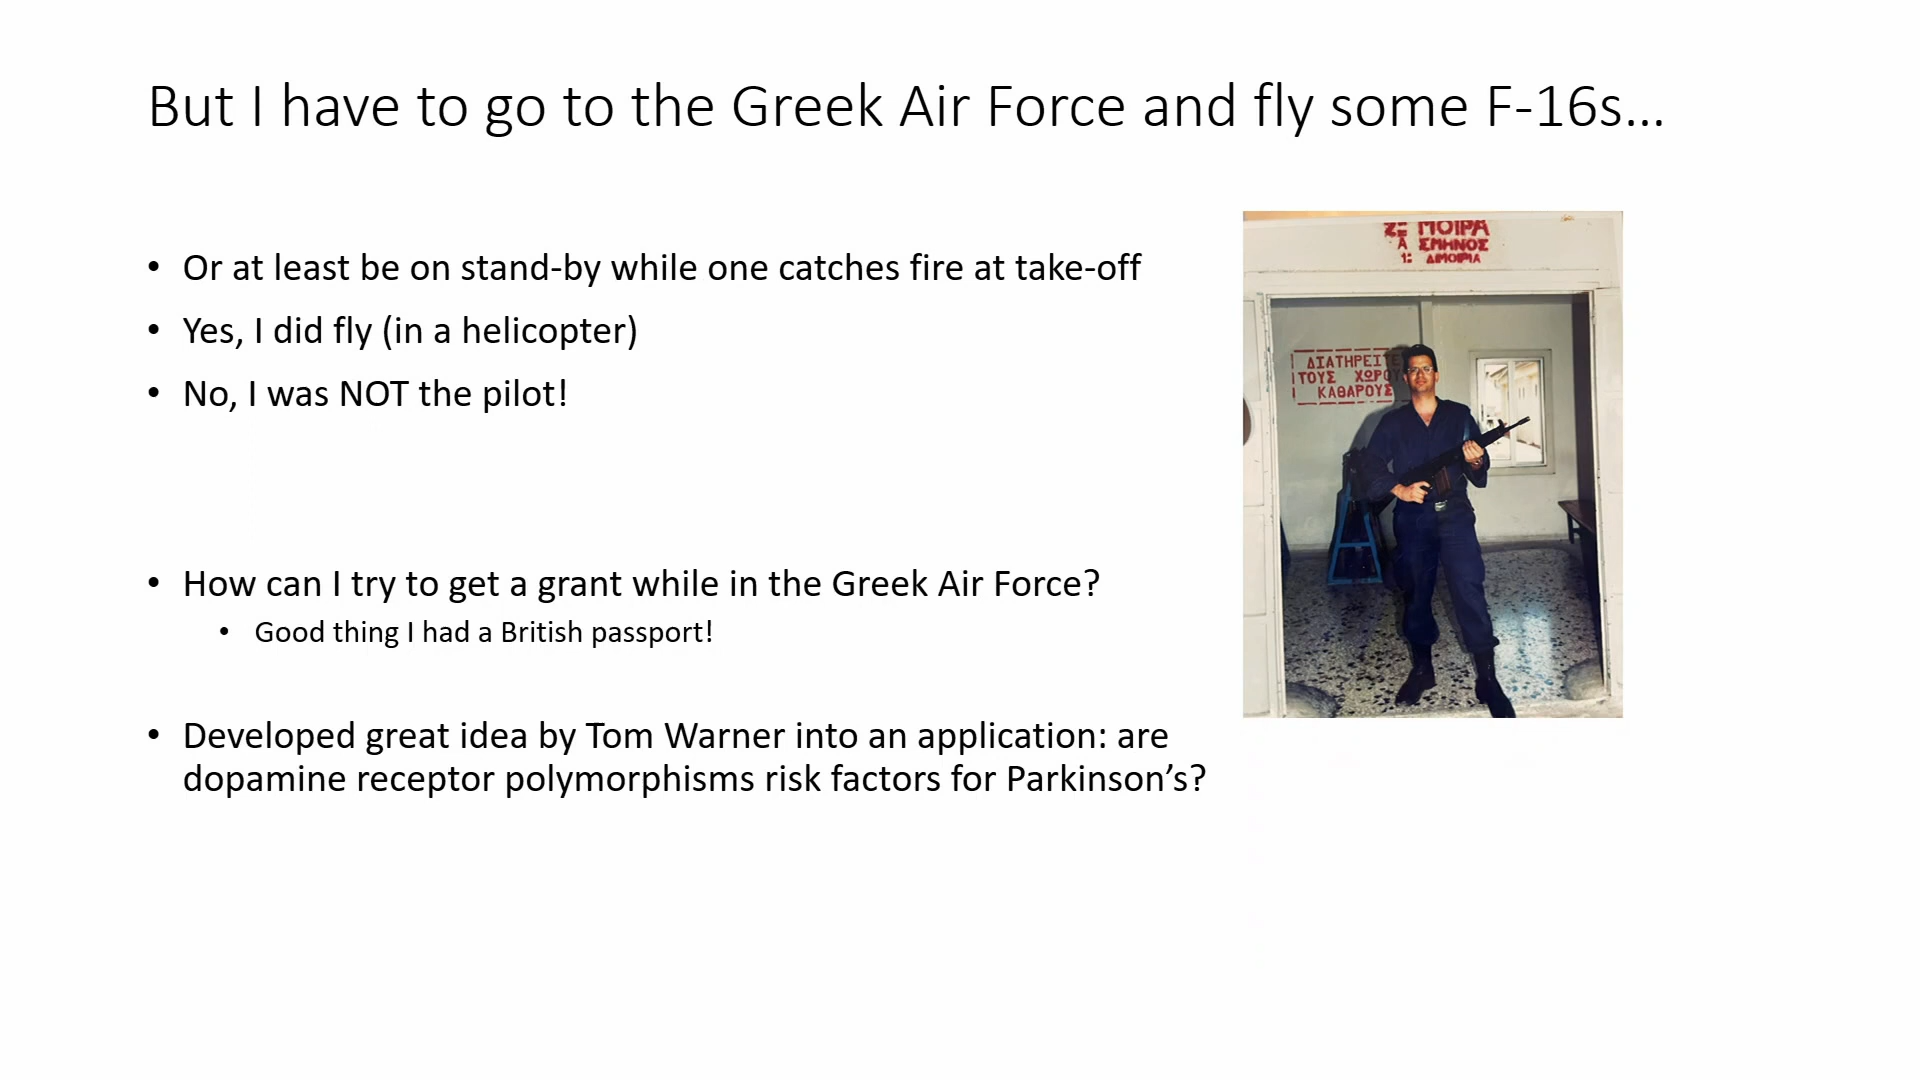 But I have to go to the Greek Air Force and fly some F-16s…
• Or at least be on stand-by while one catches fire at take-off
• Yes, I did fly (in a helicopter)
• No, I was NOT the pilot!
• How can I try to get a grant while in the Greek Air Force?
• Good thing I had a British passport!
• Developed great idea by Tom Warner into an application: are
dopamine receptor polymorphisms risk factors for Parkinson’s?
ΜΟΙΡΑ
Α ΣΜΗΝΟΣ
ΔΙΜΟΙΡΙΑ
ΔΙΑΤΗΡΕΙΤΕ
ΤΟΥΣ ΧΩΡΟΥ
ΚΑΘΑΡΟΥΣ